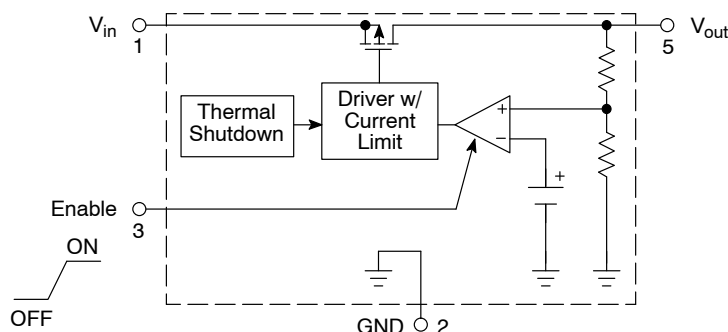 Vin
1
5
Vout
Thermal
Shutdown
Driver w/
Current
Limit
+
−
+
Enable
3
ON
OFF
GND 2